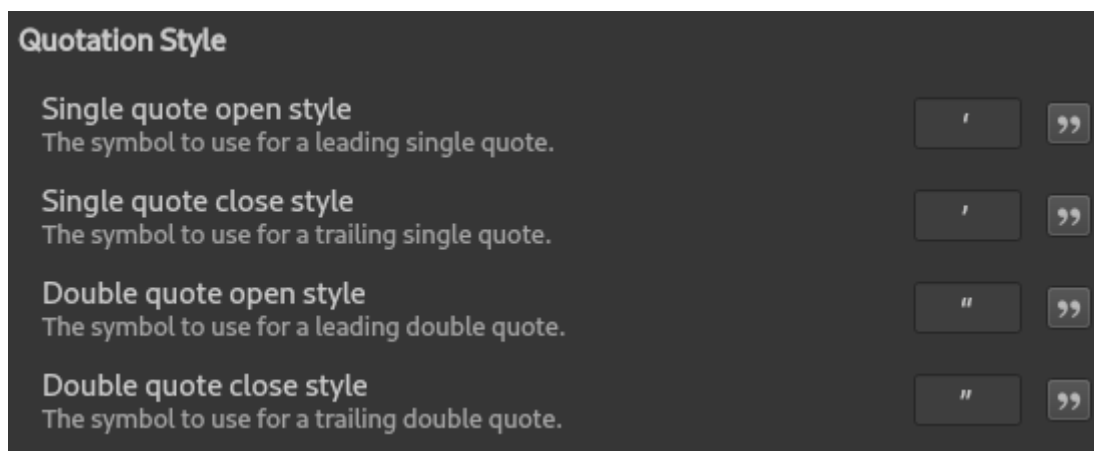 Quotation Style
Single quote open style
The symbol to use for a leading single quote.
‘
Single quote close style
The symbol to use for a trailing single quote.
’
Double quote open style
The symbol to use for a leading double quote.
“
Double quote close style
The symbol to use for a trailing double quote.
”